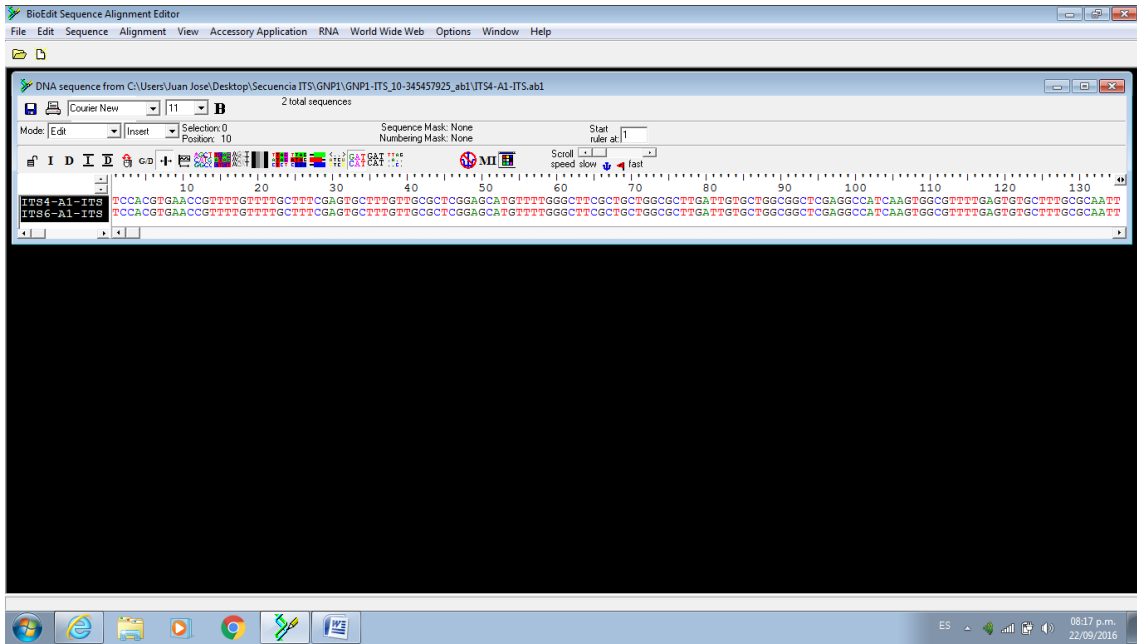 BioEdit Sequence Alignment Editor
File Edit Sequence Alignment View Accessory Application RNA World Wide Web Options Window Help
DNA sequence from C:\Users\Juan Jose\Desktop\Secuencia ITS\GNP1\GNP1-ITS_10-345457925_ab1\ITS4-A1-ITS.ab1
Courier New 11 B 2 total sequences
Mode: Edit Insert Selection: 0 Position: 10 Sequence Mask: None Numbering Mask: None Start ruler at: 1
I D I D G/D MI Scroll speed slow fast
10 20 30 40 50 60 70 80 90 100 110 120 130
ITS4-A1-ITS TCCACGTGAACCGTTTTGTTTTGCTTTCGAGTGCTTTGTTGCGCTCGGAGCATGTTTTGGGCTTCGCTGCTGGCGCTTGATTGTGCTGGCGGCTCGAGGCCATCAAGTGGCGTTTTGAGTGTGCTTTGCGCAATT
ITS6-A1-ITS TCCACGTGAACCGTTTTGTTTTGCTTTCGAGTGCTTTGTTGCGCTCGGAGCATGTTTTGGGCTTCGCTGCTGGCGCTTGATTGTGCTGGCGGCTCGAGGCCATCAAGTGGCGTTTTGAGTGTGCTTTGCGCAATT
ES 08:17 p.m.
22/09/2016